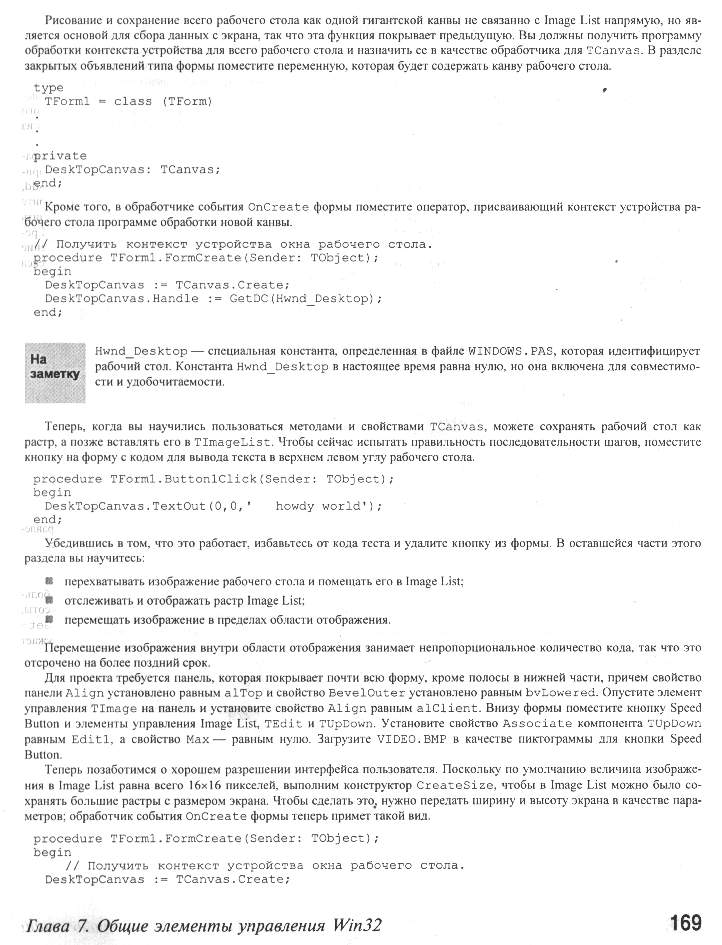 Рисование и сохранение всего рабочего стола как одной гигантской канвы не связанно с Image List напрямую, но яв-
ляется основой для сбора данных с экрана, так что эта функция покрывает предыдущую. Вы должны получить программу
обработки контекста устройства для всего рабочего стола и назначить ее в качестве обработчика для TCanvas. В разделе
закрытых объявлений типа формы поместите переменную, которая будет содержать канву рабочего стола.
type
TForm1 = class (TForm)
.
.
.
private
DeskTopCanvas: TCanvas;
end;
Кроме того, в обработчике события OnCreate формы поместите оператор, присваивающий контекст устройства ра-
бочего стола программе обработки новой канвы.
// Получить контекст устройства окна рабочего стола.
procedure TForm1.FormCreate(Sender: TObject);
begin
DeskTopCanvas := TCanvas.Create;
DeskTopCanvas.Handle := GetDC(Hwnd_Desktop);
end;
На
заметку
Hwnd_Desktop — специальная константа, определенная в файле WINDOWS.PAS, которая идентифицирует
рабочий стол. Константа Hwnd_Desktop в настоящее время равна нулю, но она включена для совместимо-
сти и удобочитаемости.
Теперь, когда вы научились пользоваться методами и свойствами TCanvas, можете сохранять рабочий стол как
растр, а позже вставлять его в TImageList. Чтобы сейчас испытать правильность последовательности шагов, поместите
кнопку на форму с кодом для вывода текста в верхнем левом углу рабочего стола.
procedure TForm1.Button1Click(Sender: TObject);
begin
DeskTopCanvas.TextOut(0,0,'   howdy world');
end;
Убедившись в том, что это работает, избавьтесь от кода теста и удалите кнопку из формы. В оставшейся части этого
раздела вы научитесь:
перехватывать изображение рабочего стола и помещать его в Image List;
отслеживать и отображать растр Image List;
перемещать изображение в пределах области отображения.
Перемещение изображения внутри области отображения занимает непропорциональное количество кода, так что это
отсрочено на более поздний срок.
Для проекта требуется панель, которая покрывает почти всю форму, кроме полосы в нижней части, причем свойство
панели Align установлено равным alTop и свойство BevelOuter установлено равным bvLowered. Опустите элемент
управления TImage на панель и установите свойство Align равным alClient. Внизу формы поместите кнопку Speed
Button и элементы управления Image List, TEdit и TUpDown. Установите свойство Associate компонента TUpDown
равным Edit1, а свойство Max — равным нулю. Загрузите VIDEO.BMP в качестве пиктограммы для кнопки Speed
Button.
Теперь позаботимся о хорошем разрешении интерфейса пользователя. Поскольку по умолчанию величина изображе-
ния в Image List равна всего 16×16 пикселей, выполним конструктор CreateSize, чтобы в Image List можно было со-
хранять большие растры с размером экрана. Чтобы сделать это, нужно передать ширину и высоту экрана в качестве пара-
метров; обработчик события OnCreate формы теперь примет такой вид.
procedure TForm1.FormCreate(Sender: TObject);
begin
// Получить контекст устройства окна рабочего стола.
DeskTopCanvas := TCanvas.Create;
Глава 7. Общие элементы управления Win32
169